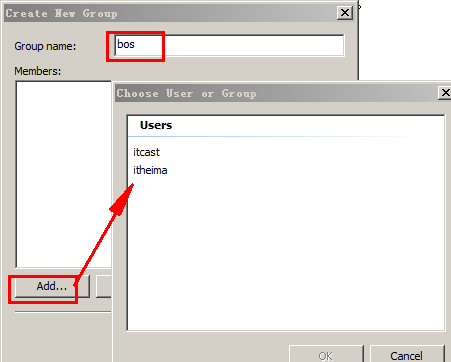 Create New Group
Group name:
bos
Members:
Choose User or Group
Users
itcast
itheima
Add...
OK
Cancel